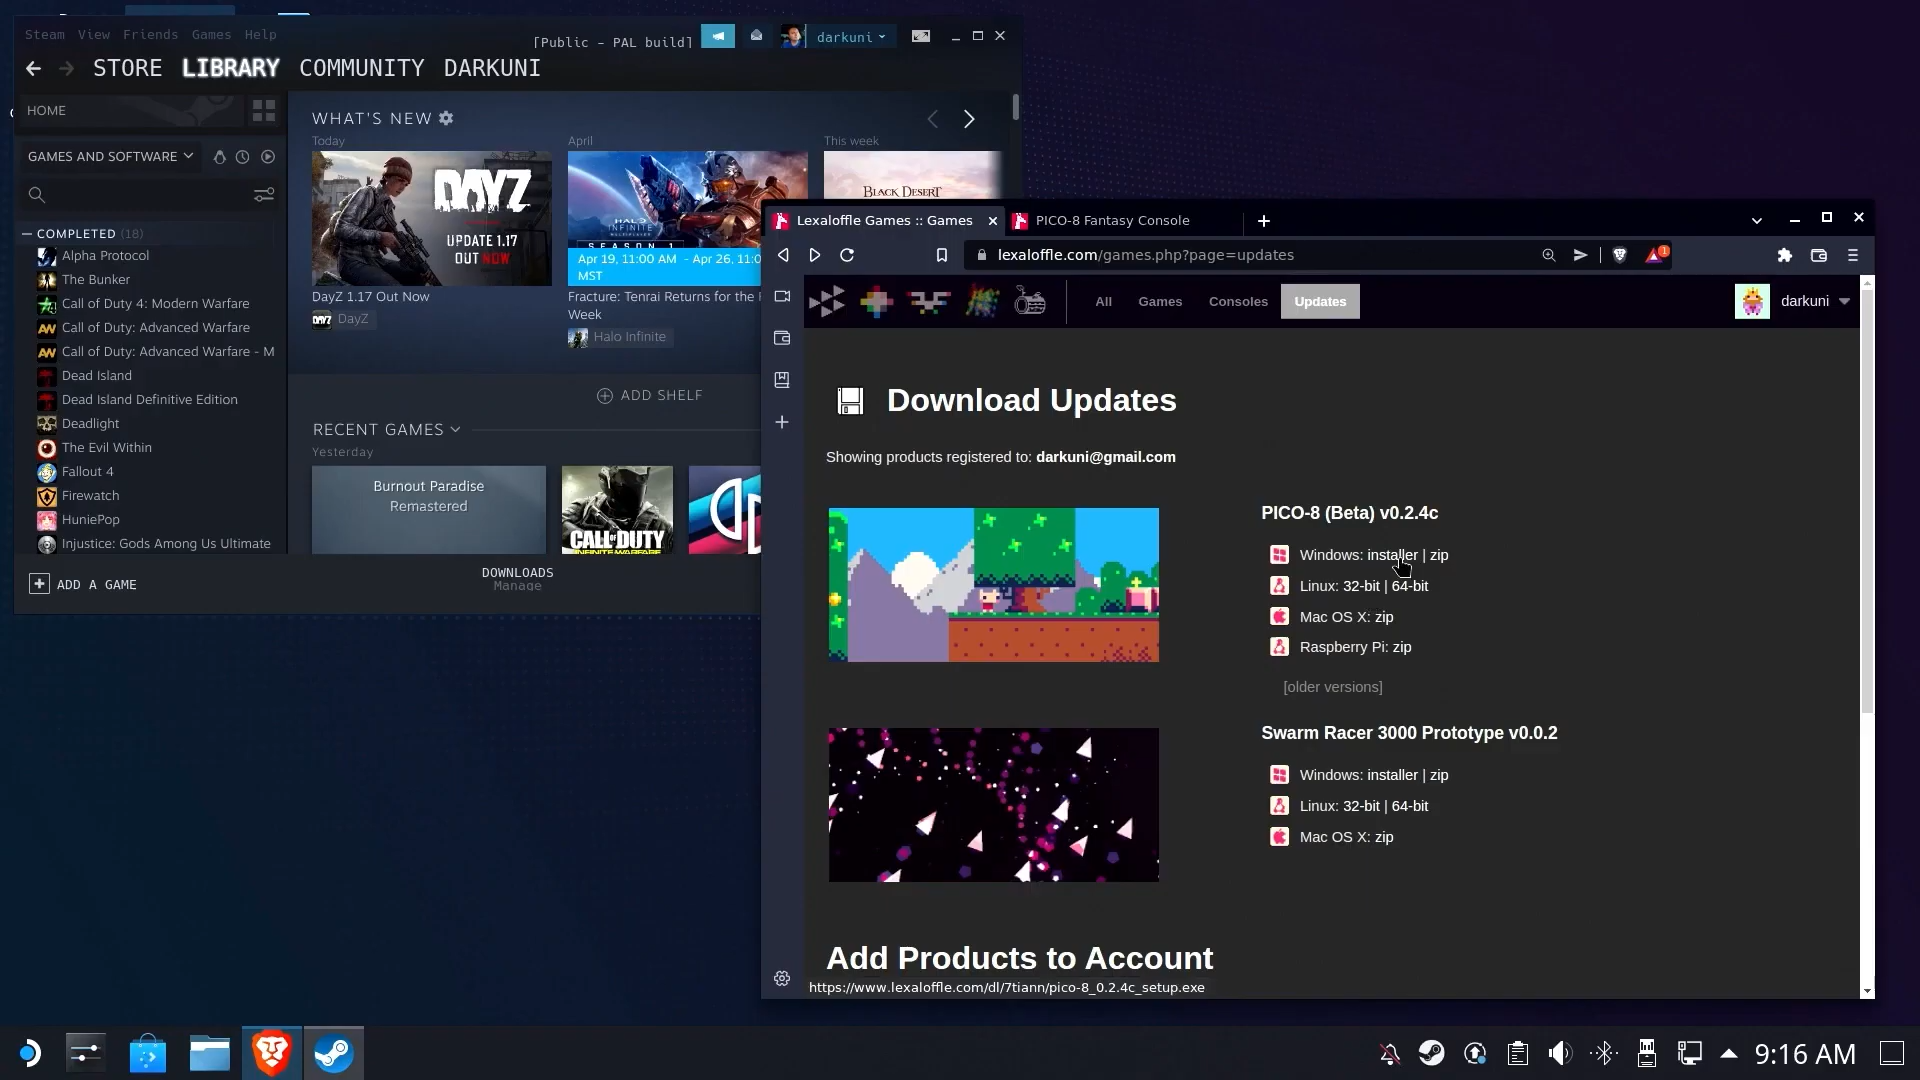 Steam View Friends Games Help
[Public - PAL build]
darkuni
STORE LIBRARY COMMUNITY DARKUNI
HOME
GAMES AND SOFTWARE
COMPLETED (18)
Alpha Protocol
The Bunker
Call of Duty 4: Modern Warfare
Call of Duty: Advanced Warfare
Call of Duty: Advanced Warfare - M
Dead Island
Dead Island Definitive Edition
Deadlight
The Evil Within
Fallout 4
Firewatch
HuniePop
Injustice: Gods Among Us Ultimate
ADD A GAME
WHAT'S NEW
Today
DAYZ
UPDATE 1.17
OUT NOW
DayZ 1.17 Out Now
DAYZ
DayZ
April
HALO
INFINITE
SEASON 1
Apr 19, 11:00 AM - Apr 26, 11:0
MST
Fracture: Tenrai Returns for the
Week
Halo Infinite
This week
BLACK DESERT
ADD SHELF
RECENT GAMES
Yesterday
Burnout Paradise
Remastered
CALL OF DUTY
INFINITE WARFARE
DOWNLOADS
Manage
Lexaloffle Games :: Games
PICO-8 Fantasy Console
lexaloffle.com/games.php?page=updates
1
All Games Consoles Updates
darkuni
Download Updates
Showing products registered to: darkuni@gmail.com
PICO-8 (Beta) v0.2.4c
Windows: installer | zip
Linux: 32-bit | 64-bit
Mac OS X: zip
Raspberry Pi: zip
[older versions]
Swarm Racer 3000 Prototype v0.0.2
Windows: installer | zip
Linux: 32-bit | 64-bit
Mac OS X: zip
Add Products to Account
https://www.lexaloffle.com/dl/7tiann/pico-8_0.2.4c_setup.exe
9:16 AM